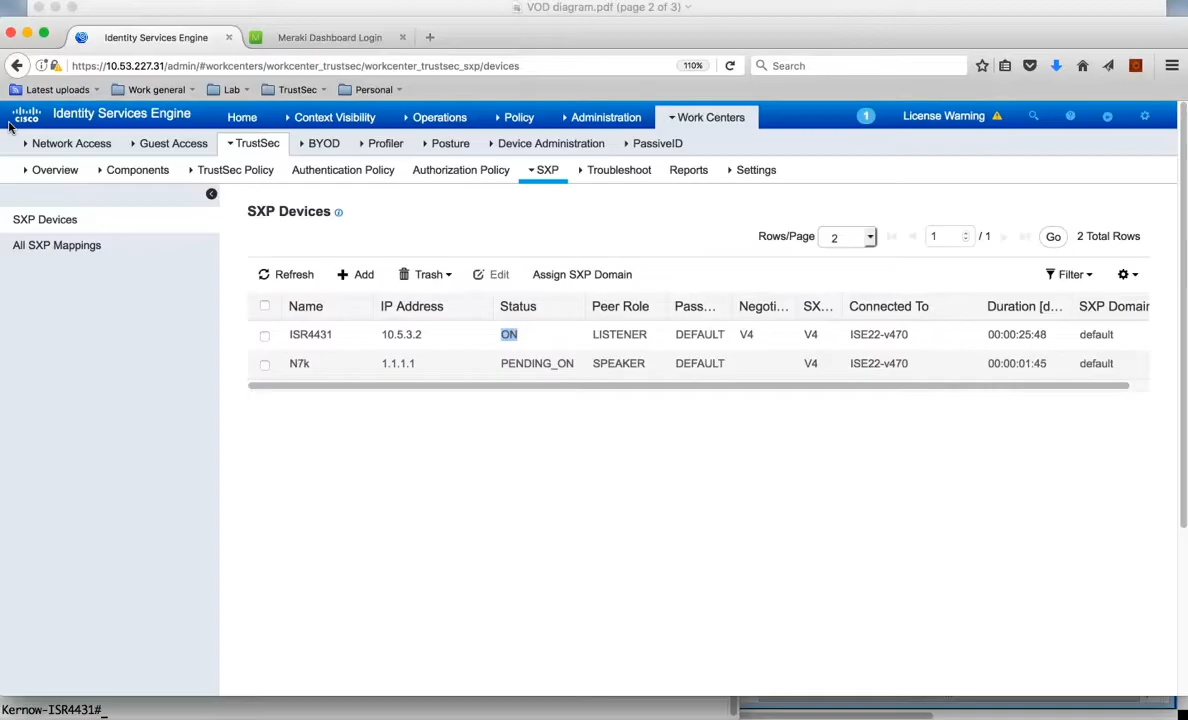 VOD diagram.pdf (page 2 of 3)
Identity Services Engine
Meraki Dashboard Login
https://10.53.227.31/admin/#workcenters/workcenter_trustsec/workcenter_trustsec_sxp/devices
110%
Search
Latest uploads
Work general
Lab
TrustSec
Personal
CISCO
Identity Services Engine
Home
Context Visibility
Operations
Policy
Administration
Work Centers
1
License Warning
Network Access
Guest Access
TrustSec
BYOD
Profiler
Posture
Device Administration
PassiveID
Overview
Components
TrustSec Policy
Authentication Policy
Authorization Policy
SXP
Troubleshoot
Reports
Settings
SXP Devices
All SXP Mappings
SXP Devices
Rows/Page 2 1 / 1 Go 2 Total Rows
Refresh Add Trash Edit Assign SXP Domain Filter
Name IP Address Status Peer Role Pass... Negoti... SX... Connected To Duration [d... SXP Domain
ISR4431 10.5.3.2 ON LISTENER DEFAULT V4 V4 ISE22-v470 00:00:25:48 default
N7k 1.1.1.1 PENDING_ON SPEAKER DEFAULT V4 ISE22-v470 00:00:01:45 default
Kernow-ISR4431#_